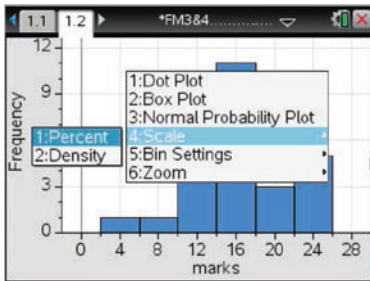 1.1 1.2 *FM3&4
12
9
3
0
Frequency
1:Dot Plot
2:Box Plot
3:Normal Probability Plot
4:Scale
5:Bin Settings
6:Zoom
1:Percent
2:Density
0 4 8 12 16 20 24 28
marks